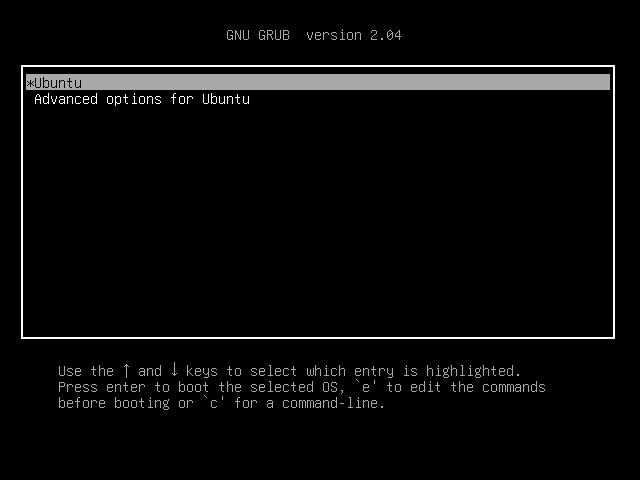 GNU GRUB  version 2.04
*Ubuntu
Advanced options for Ubuntu
Use the ↑ and ↓ keys to select which entry is highlighted.
Press enter to boot the selected OS, `e' to edit the commands
before booting or `c' for a command-line.